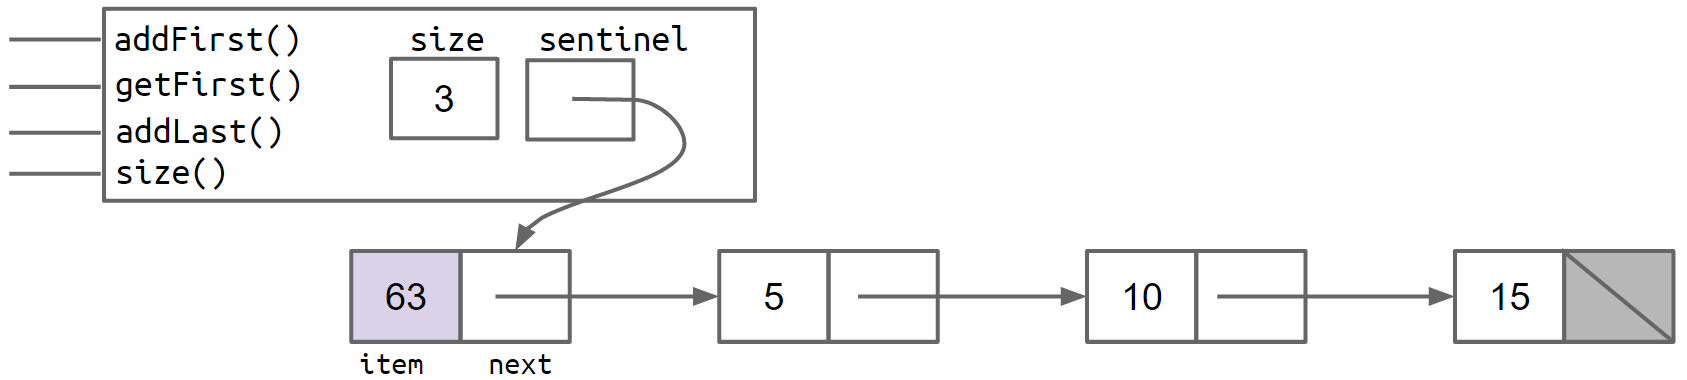 addFirst() size sentinel
getFirst() 3
addLast()
size()
63 5 10 15
item next